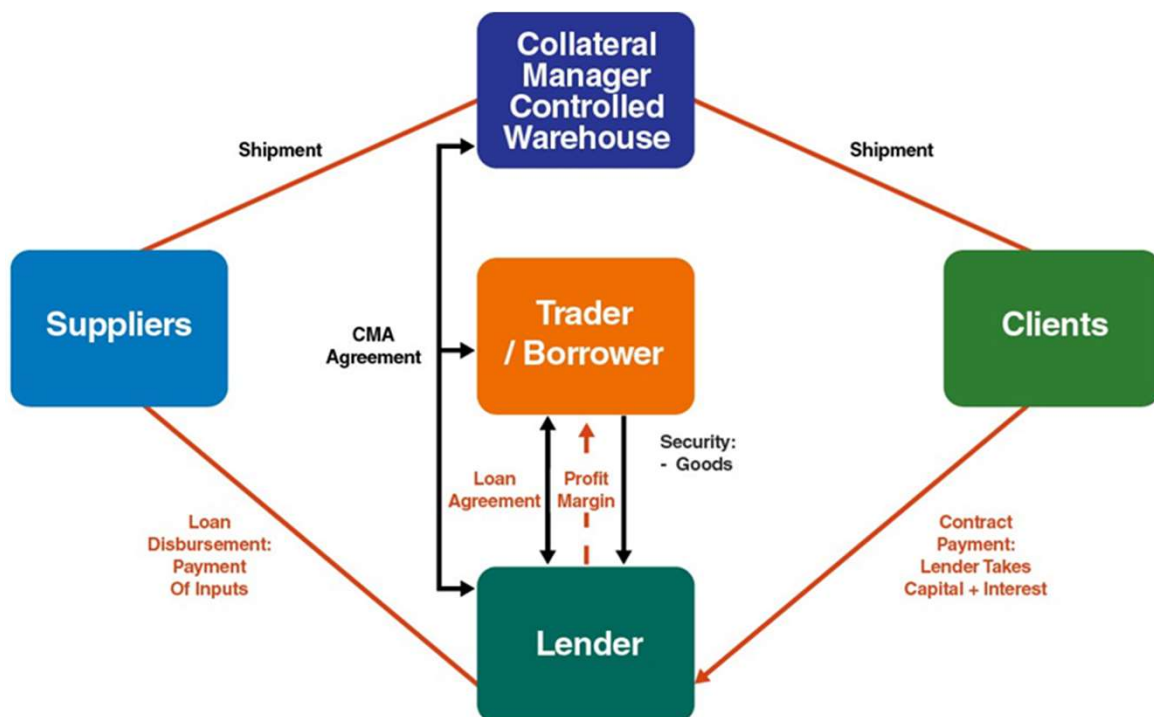 Collateral
Manager
Controlled
Warehouse
Shipment
Shipment
Suppliers
CMA
Agreement
Trader
/ Borrower
Clients
Security:
- Goods
Loan
Agreement
Profit
Margin
Loan
Disbursement:
Payment
Of Inputs
Contract
Payment:
Lender Takes
Capital + Interest
Lender